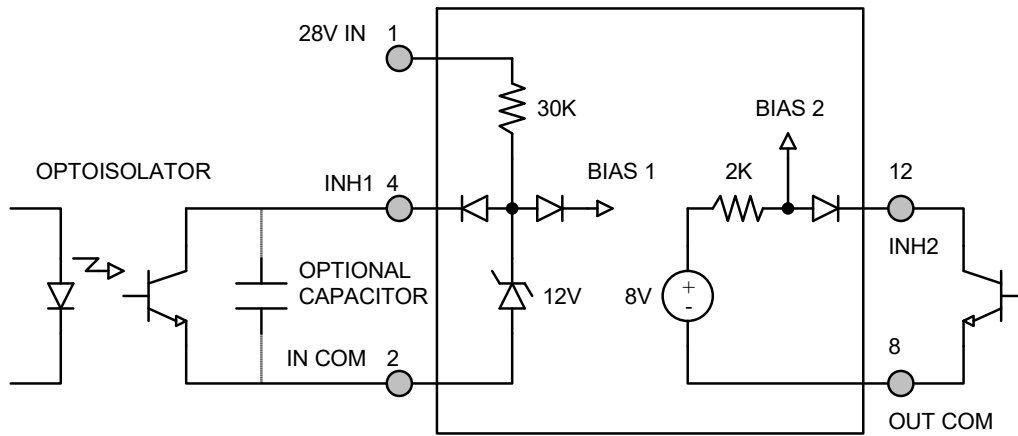 28V IN 1
30K
BIAS 2
OPTOISOLATOR
INH1 4
BIAS 1
2K
12
INH2
OPTIONAL
CAPACITOR
12V
8V
+
-
IN COM 2
8
OUT COM